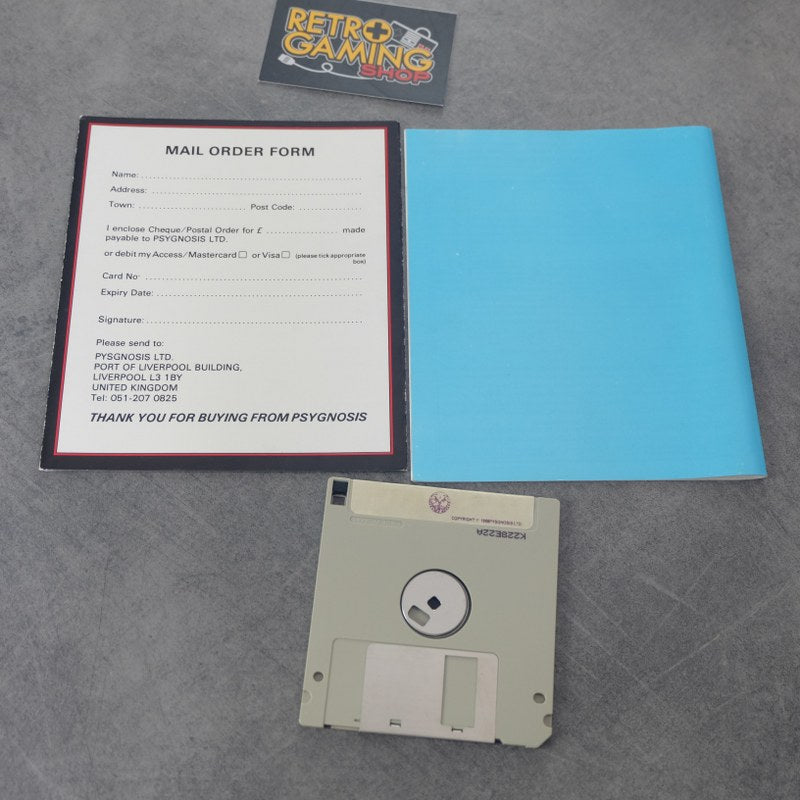 RETRO
GAMING
SHOP
MAIL ORDER FORM
Name:
Address:
Town: Post Code:
I enclose Cheque/Postal Order for £ made
payable to PSYGNOSIS LTD.
or debit my Access/Mastercard or Visa (please tick appropriate
box)
Card No:
Expiry Date:
Signature:
Please send to:
PYSGNOSIS LTD.
PORT OF LIVERPOOL BUILDING,
LIVERPOOL L3 1BY
UNITED KINGDOM
Tel: 051-207 0825
THANK YOU FOR BUYING FROM PSYGNOSIS
COPYRIGHT ©
K228E22A